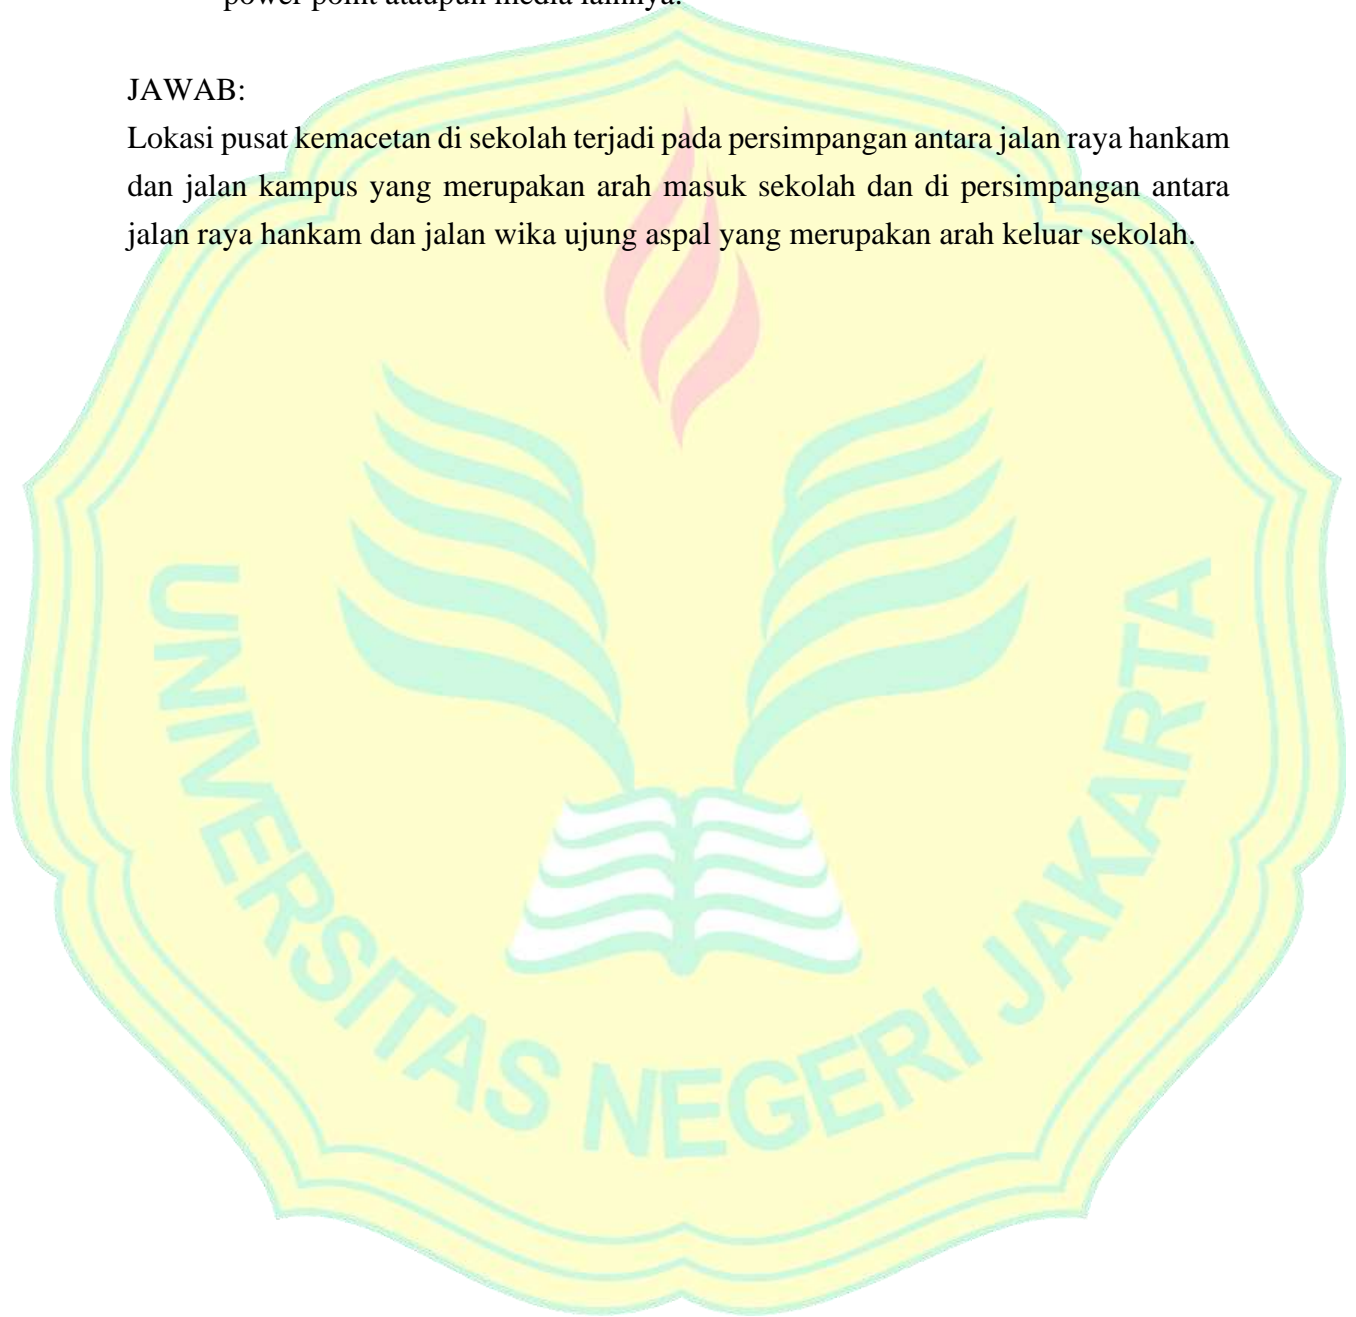 power point ataupun media lainnya.
JAWAB:
Lokasi pusat kemacetan di sekolah terjadi pada persimpangan antara jalan raya hankam
dan jalan kampus yang merupakan arah masuk sekolah dan di persimpangan antara
jalan raya hankam dan jalan wika ujung aspal yang merupakan arah keluar sekolah.
UNIVERSITAS NEGERI JAKARTA